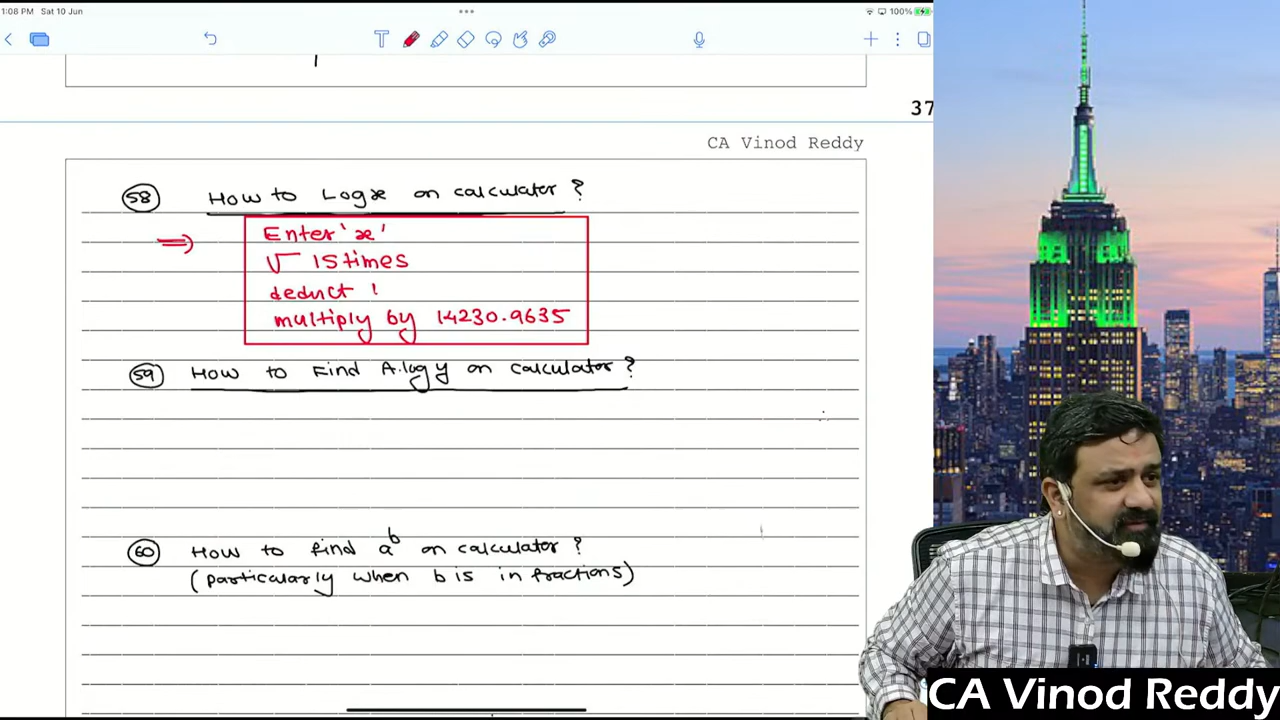 1:08 PM Sat 10 Jun
100%
37
CA Vinod Reddy
58 How to Logx on calculator?
⇒ Enter 'x'
√ 15 times
deduct 1
multiply by 14230.9635
59 How to Find A.log y on calculator?
60 How to find a^b on calculator?
(particularly when b is in fractions)
CA Vinod Reddy